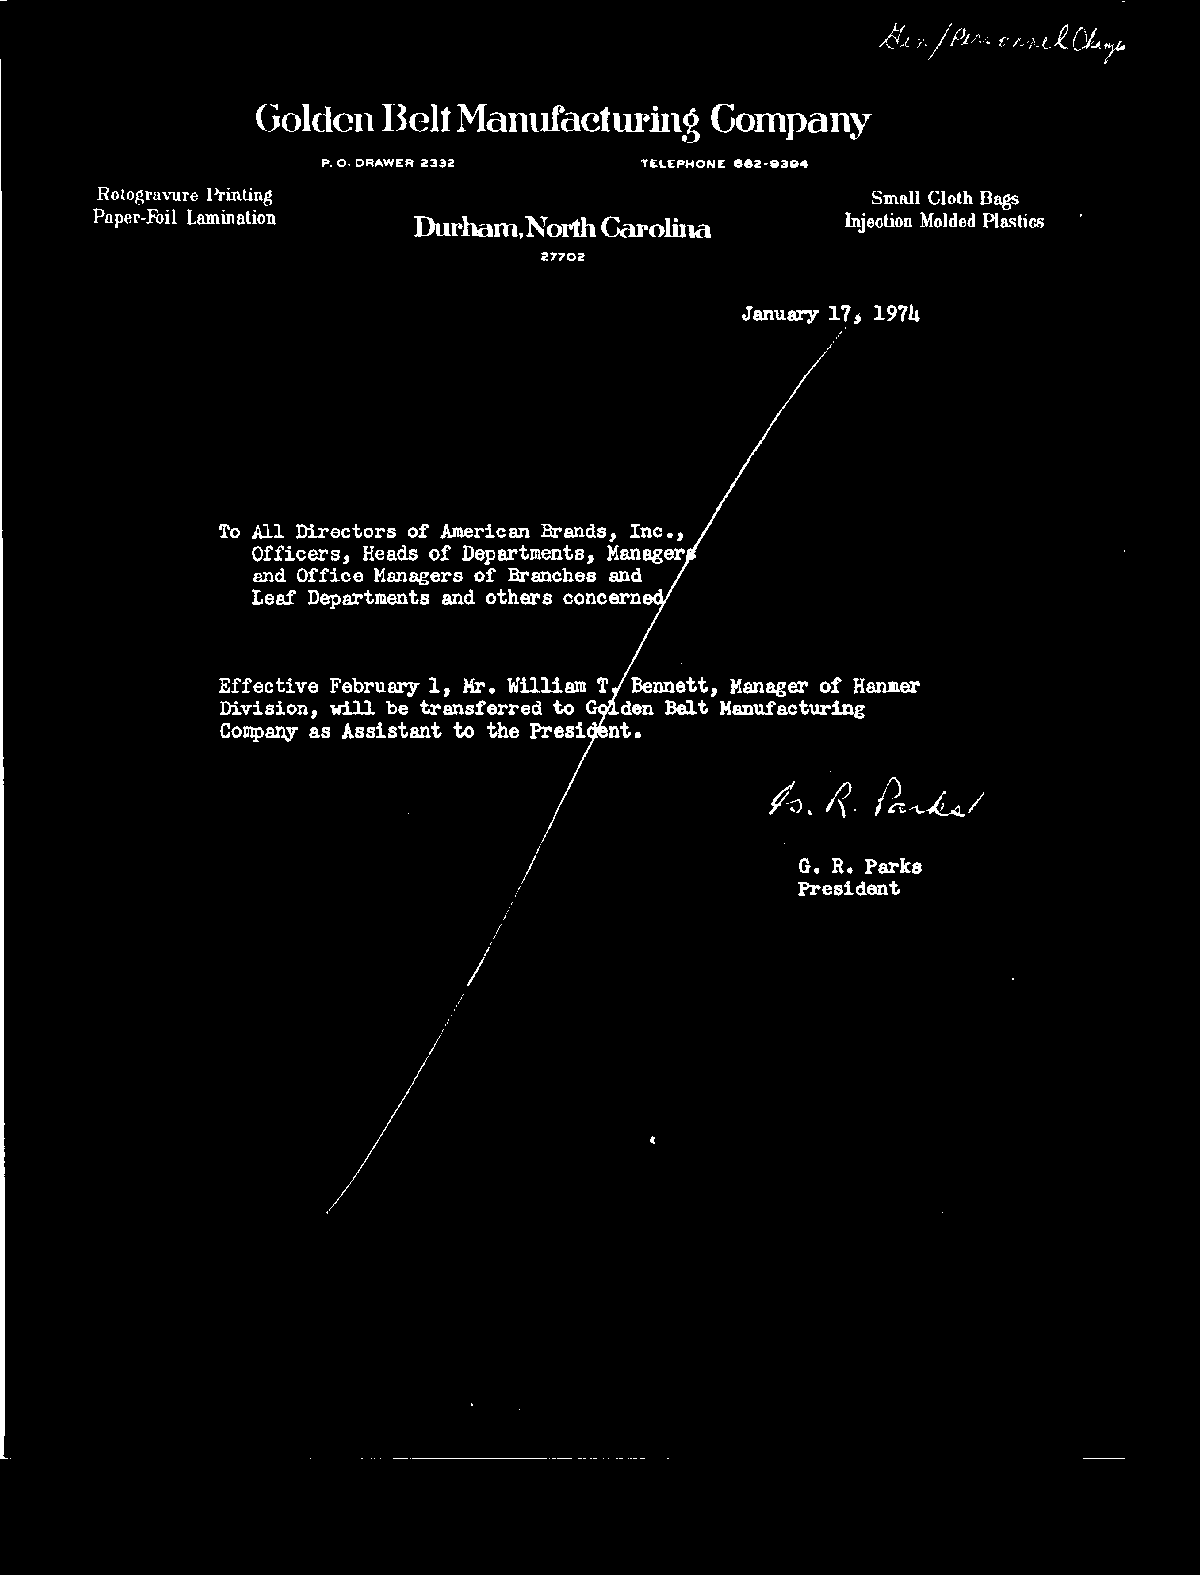 Gen/Personnel Changes
Golden Belt Manufacturing Company
P. O. DRAWER 2332 TELEPHONE 682-9394
Rotogravure Printing
Paper-Foil Lamination
Small Cloth Bags
Injection Molded Plastics
Durham, North Carolina
27702
January 17, 1974
To All Directors of American Brands, Inc.,
Officers, Heads of Departments, Managers
and Office Managers of Branches and
Leaf Departments and others concerned
Effective February 1, Mr. William T. Bennett, Manager of Hanmer
Division, will be transferred to Golden Belt Manufacturing
Company as Assistant to the President.
G. R. Parks
G. R. Parks
President